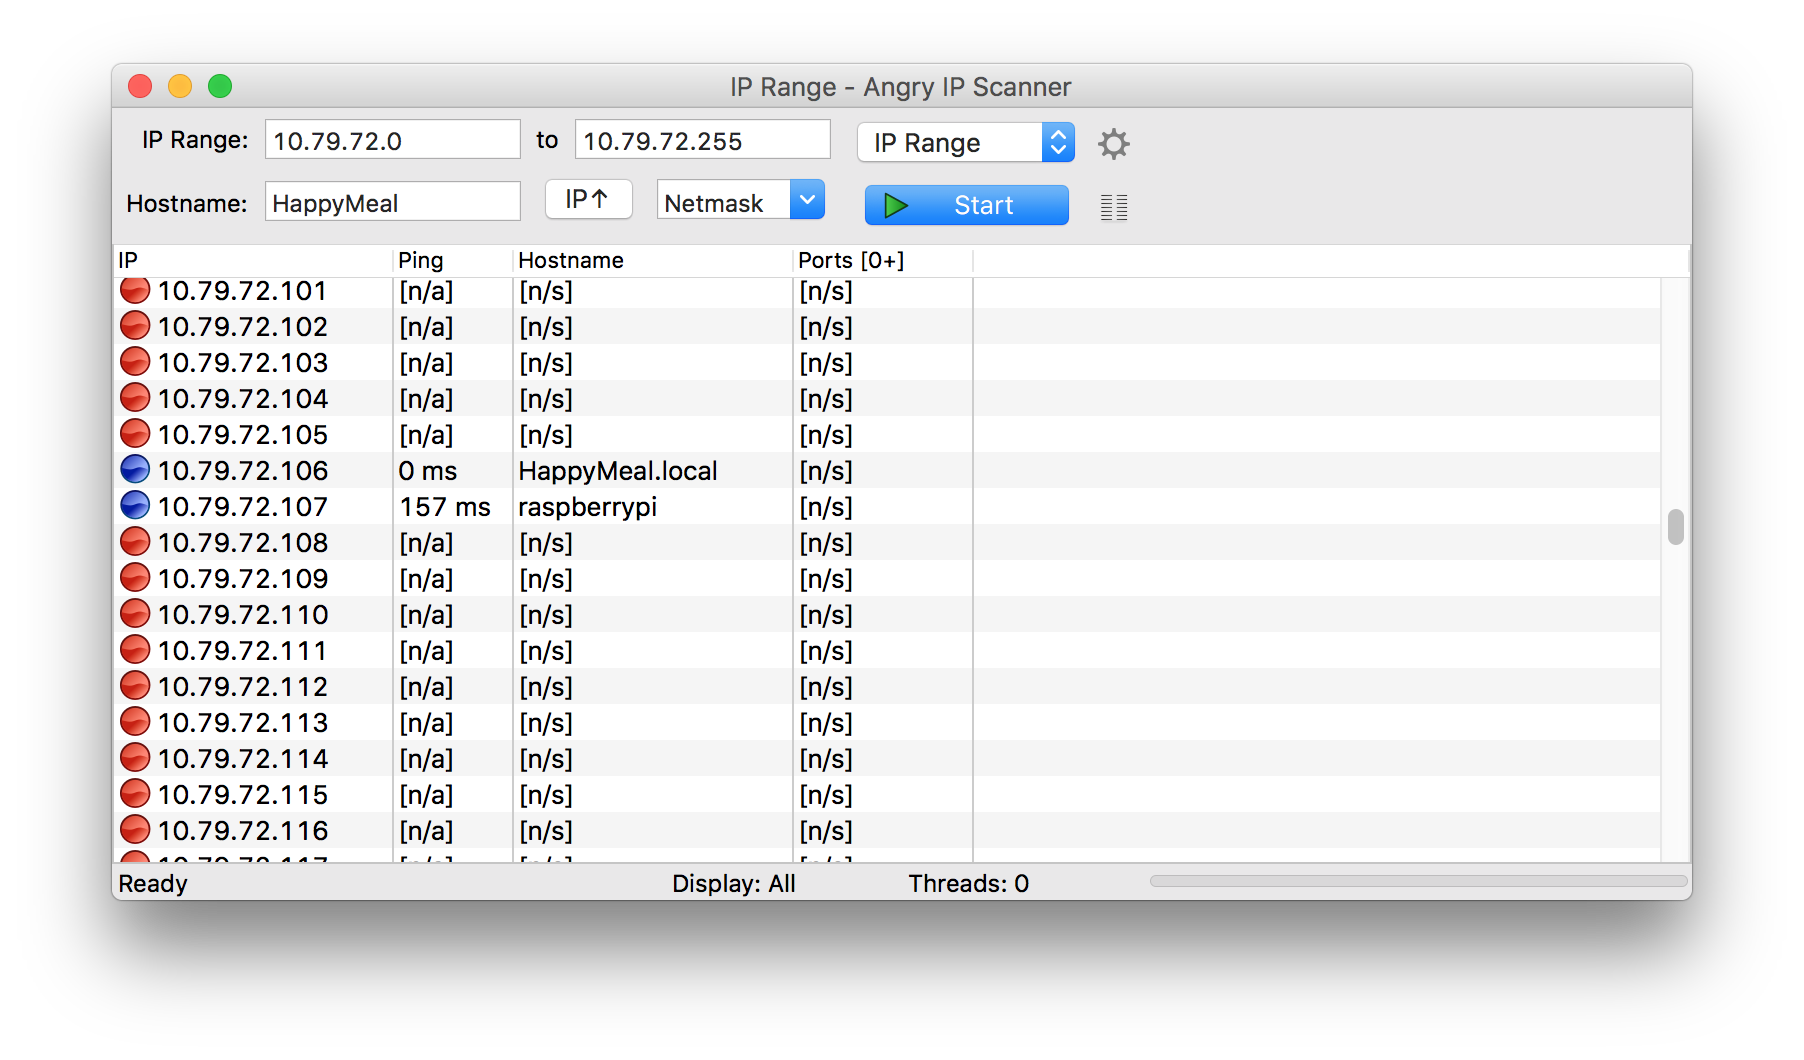 IP Range - Angry IP Scanner
IP Range: 10.79.72.0 to 10.79.72.255 IP Range
Hostname: HappyMeal IP↑ Netmask Start
IP Ping Hostname Ports [0+]
10.79.72.101 [n/a] [n/s] [n/s]
10.79.72.102 [n/a] [n/s] [n/s]
10.79.72.103 [n/a] [n/s] [n/s]
10.79.72.104 [n/a] [n/s] [n/s]
10.79.72.105 [n/a] [n/s] [n/s]
10.79.72.106 0 ms HappyMeal.local [n/s]
10.79.72.107 157 ms raspberrypi [n/s]
10.79.72.108 [n/a] [n/s] [n/s]
10.79.72.109 [n/a] [n/s] [n/s]
10.79.72.110 [n/a] [n/s] [n/s]
10.79.72.111 [n/a] [n/s] [n/s]
10.79.72.112 [n/a] [n/s] [n/s]
10.79.72.113 [n/a] [n/s] [n/s]
10.79.72.114 [n/a] [n/s] [n/s]
10.79.72.115 [n/a] [n/s] [n/s]
10.79.72.116 [n/a] [n/s] [n/s]
10.79.72.117 [n/a] [n/s] [n/s]
Ready Display: All Threads: 0